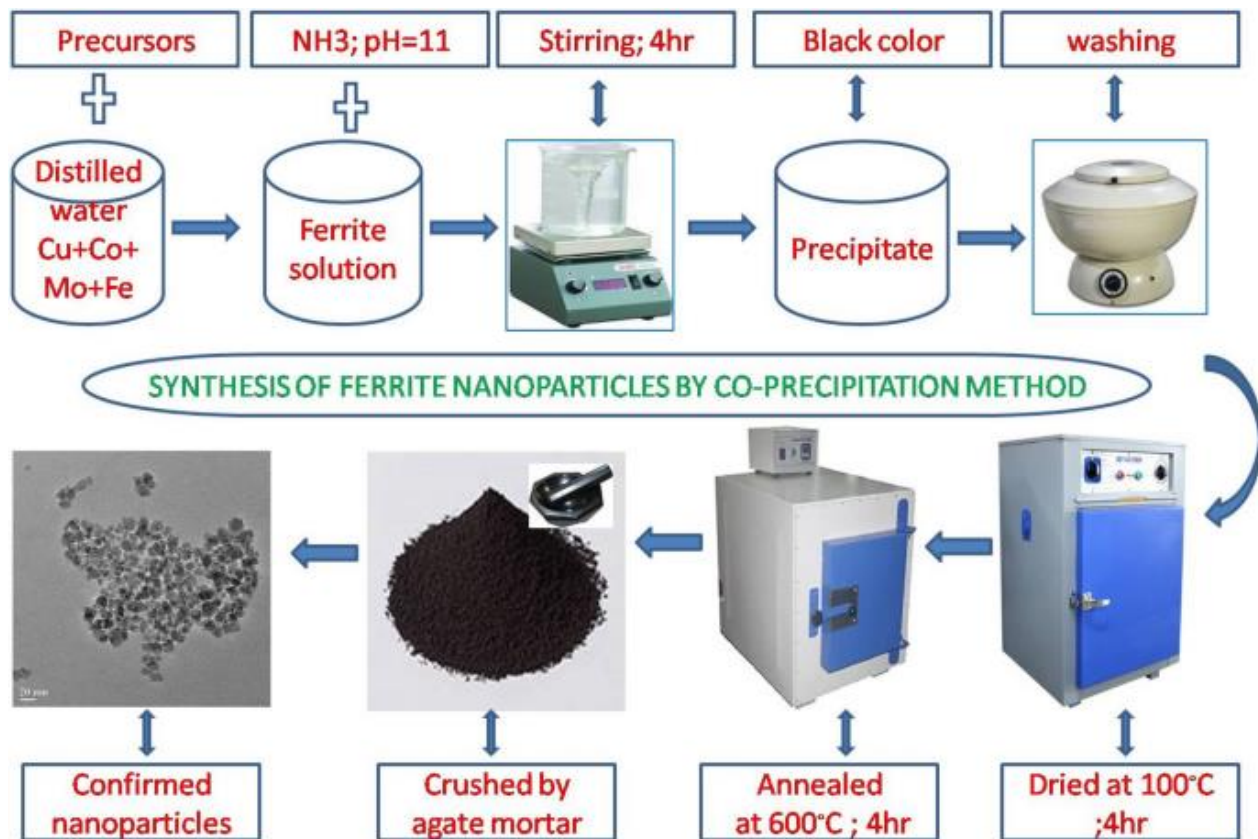 Precursors
NH3; pH=11
Stirring; 4hr
Black color
washing
Distilled
water
Cu+Co+
Mo+Fe
Ferrite
solution
Precipitate
SYNTHESIS OF FERRITE NANOPARTICLES BY CO-PRECIPITATION METHOD
20 nm
Confirmed
nanoparticles
Crushed by
agate mortar
Annealed
at 600°C ; 4hr
Dried at 100°C
;4hr